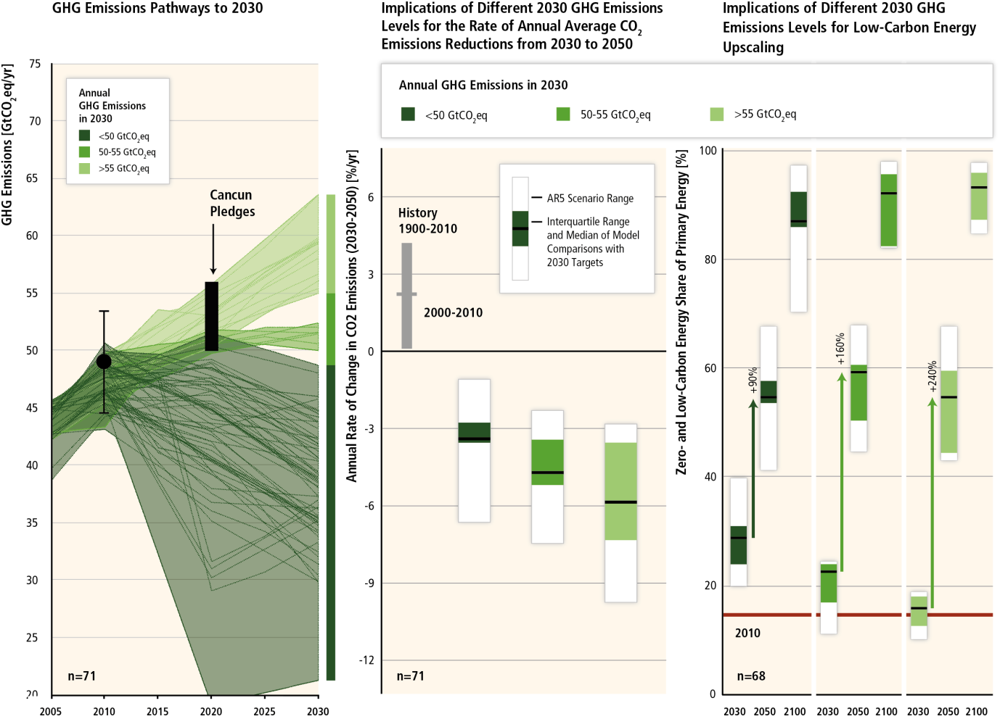 GHG Emissions Pathways to 2030
GHG Emissions [GtCO2eq/yr]
75
70
65
60
55
50
45
40
35
30
25
20
Annual
GHG Emissions
in 2030
<50 GtCO2eq
50-55 GtCO2eq
>55 GtCO2eq
Cancun
Pledges
n=71
2005
2010
2015
2020
2025
2030
Implications of Different 2030 GHG Emissions
Levels for the Rate of Annual Average CO2
Emissions Reductions from 2030 to 2050
Implications of Different 2030 GHG
Emissions Levels for Low-Carbon Energy
Upscaling
Annual GHG Emissions in 2030
<50 GtCO2eq
50-55 GtCO2eq
>55 GtCO2eq
Annual Rate of Change in CO2 Emissions (2030-2050) [%/yr]
6
3
0
-3
-6
-9
-12
History
1900-2010
2000-2010
AR5 Scenario Range
Interquartile Range
and Median of Model
Comparisons with
2030 Targets
n=71
Zero- and Low-Carbon Energy Share of Primary Energy [%]
100
80
60
40
20
0
+90%
+160%
+240%
2010
n=68
2030
2050
2100
2030
2050
2100
2030
2050
2100